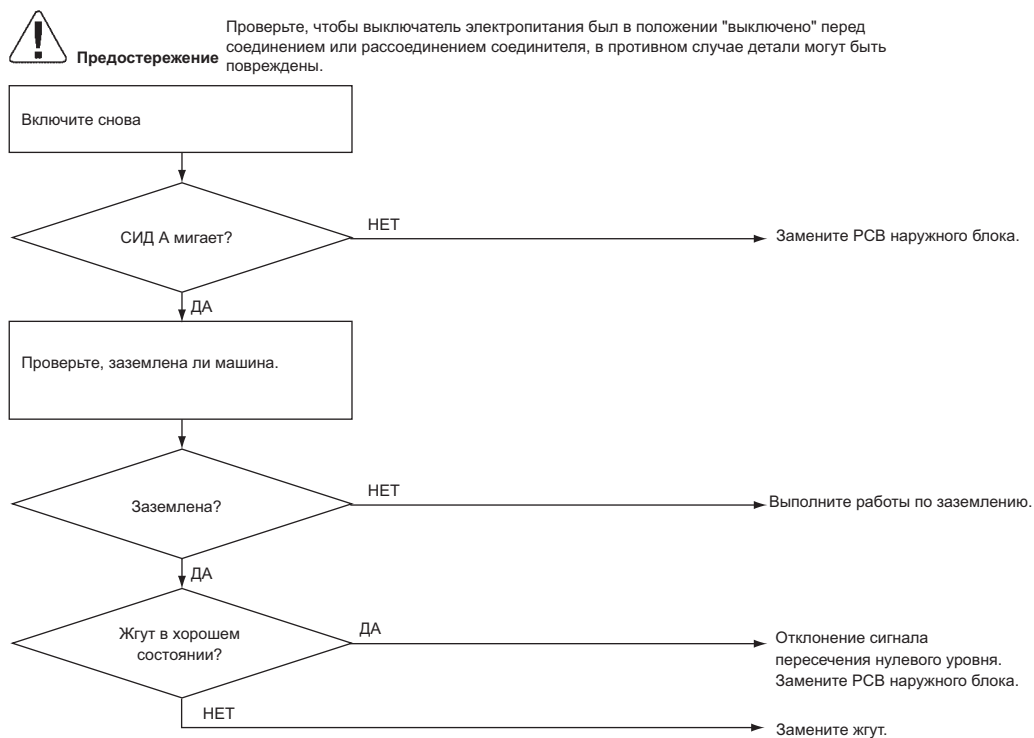 Предостережение
Проверьте, чтобы выключатель электропитания был в положении "выключено" перед
соединением или рассоединением соединителя, в противном случае детали могут быть
повреждены.
Включите снова
СИД А мигает?
НЕТ
Замените РСВ наружного блока.
ДА
Проверьте, заземлена ли машина.
Заземлена?
НЕТ
Выполните работы по заземлению.
ДА
Жгут в хорошем
состоянии?
ДА
Отклонение сигнала
пересечения нулевого уровня.
Замените РСВ наружного блока.
НЕТ
Замените жгут.